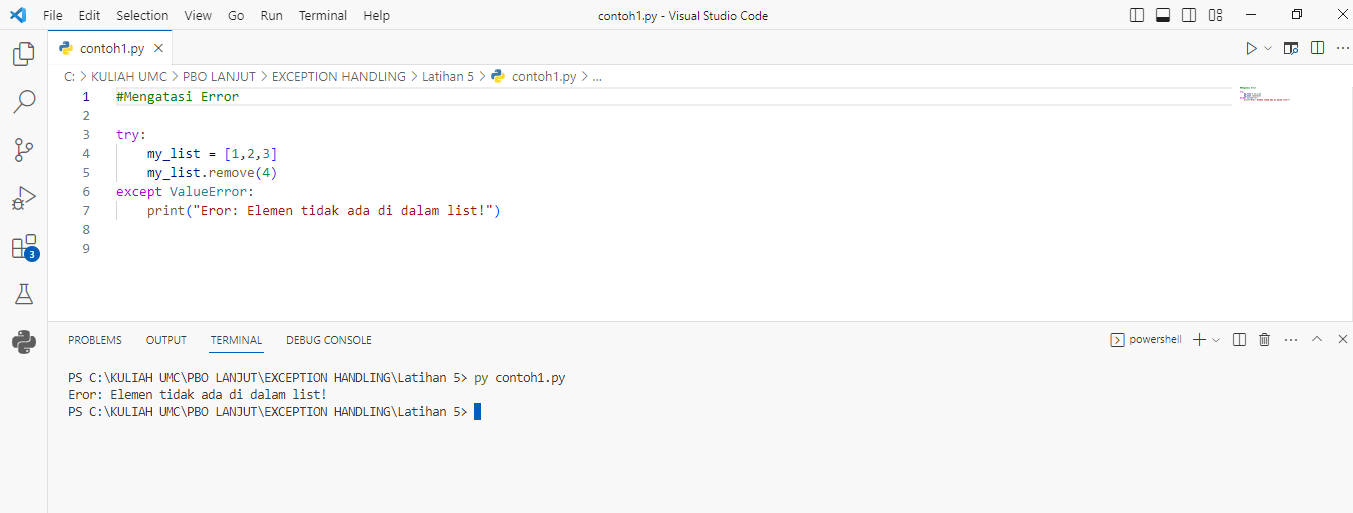 File Edit Selection View Go Run Terminal Help contoh1.py - Visual Studio Code
contoh1.py
C: > KULIAH UMC > PBO LANJUT > EXCEPTION HANDLING > Latihan 5 > contoh1.py > ...
1 #Mengatasi Error
2
3 try:
4 my_list = [1,2,3]
5 my_list.remove(4)
6 except ValueError:
7 print("Eror: Elemen tidak ada di dalam list!")
8
9
3
PROBLEMS OUTPUT TERMINAL DEBUG CONSOLE powershell
PS C:\KULIAH UMC\PBO LANJUT\EXCEPTION HANDLING\Latihan 5> py contoh1.py
Eror: Elemen tidak ada di dalam list!
PS C:\KULIAH UMC\PBO LANJUT\EXCEPTION HANDLING\Latihan 5>